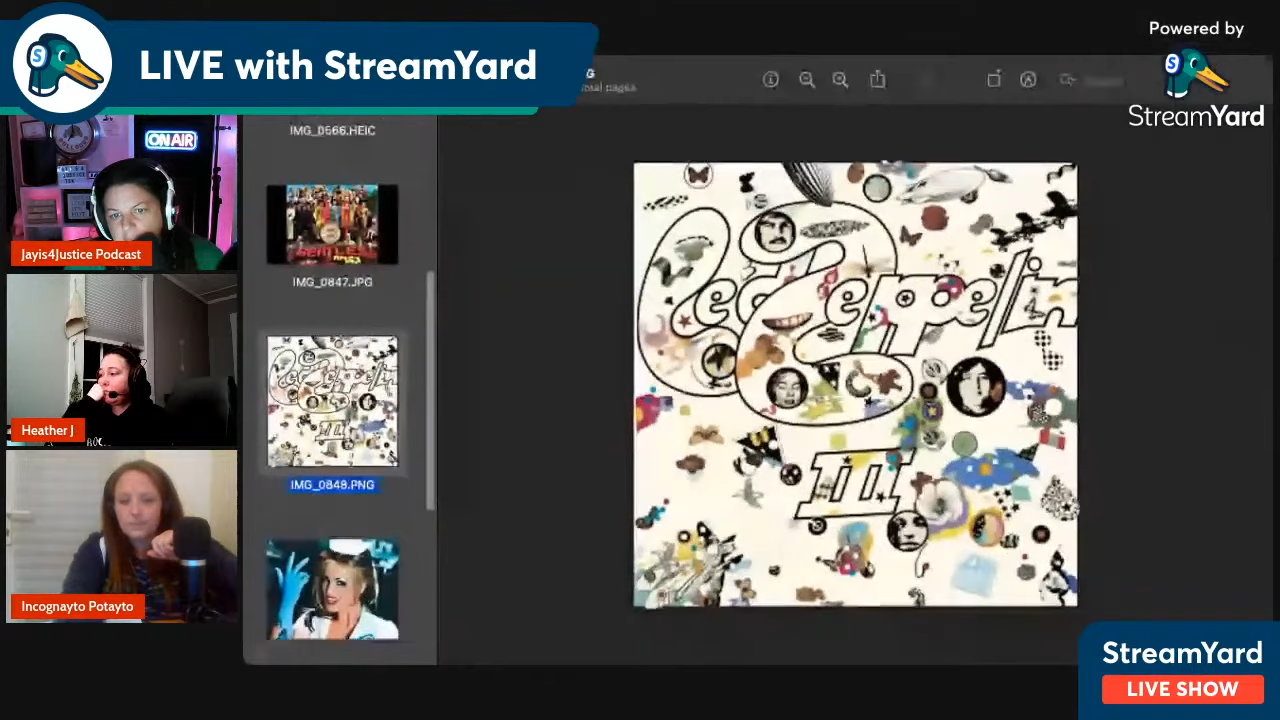 LIVE with StreamYard
Powered by
StreamYard
IMG_0566.HEIC
ON AIR
Jayis4Justice Podcast
IMG_0847.JPG
Led Zeppelin
III
Heather J
IMG_0848.PNG
Incognayto Potayto
StreamYard
LIVE SHOW